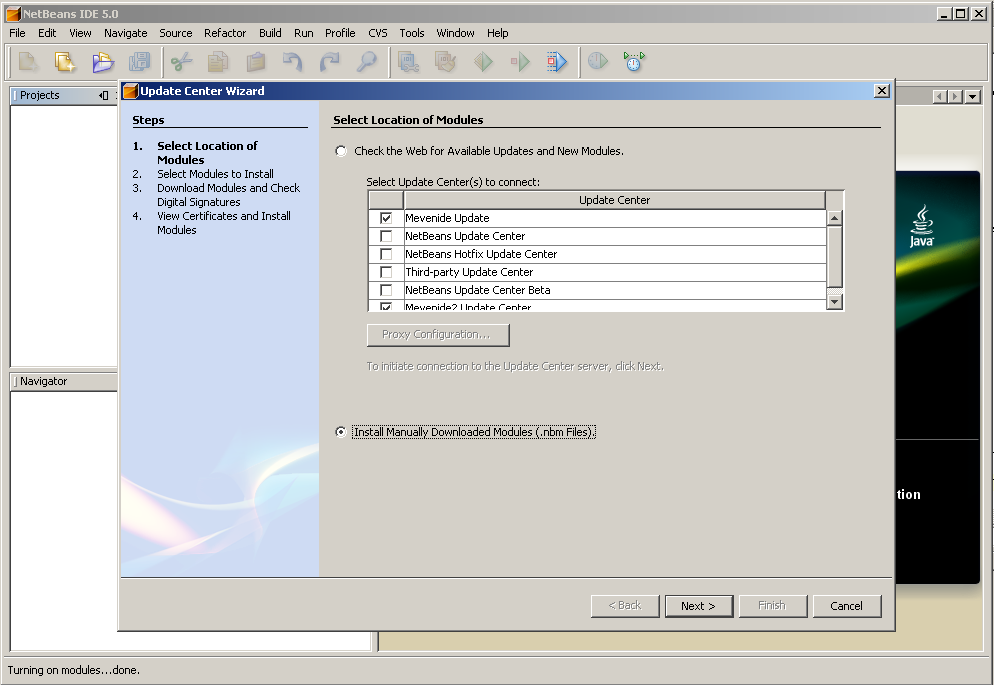 NetBeans IDE 5.0
File Edit View Navigate Source Refactor Build Run Profile CVS Tools Window Help
Projects
Update Center Wizard
Steps
1. Select Location of
Modules
2. Select Modules to Install
3. Download Modules and Check
Digital Signatures
4. View Certificates and Install
Modules
Select Location of Modules
Check the Web for Available Updates and New Modules.
Select Update Center(s) to connect:
Update Center
Mevenide Update
NetBeans Update Center
NetBeans Hotfix Update Center
Third-party Update Center
NetBeans Update Center Beta
Mevenide2 Update Center
Proxy Configuration...
To initiate connection to the Update Center server, click Next.
Install Manually Downloaded Modules (.nbm Files).
< Back Next > Finish Cancel
Navigator
Java
tion
Turning on modules...done.